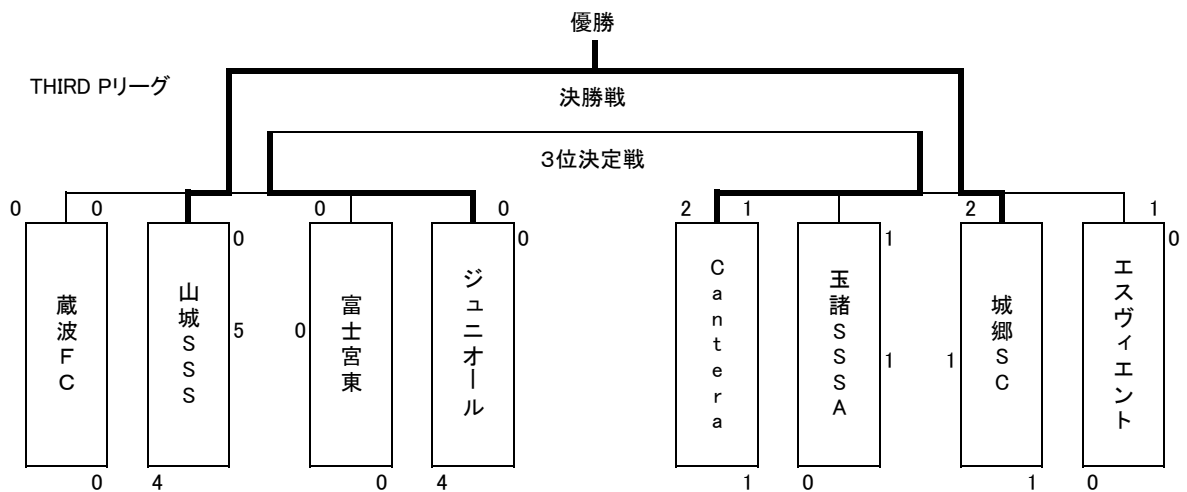 優勝
THIRD Pリーグ
決勝戦
3位決定戦
0 0 0 0 2 1 2 1
0 0 1 0
蔵波FC
山城SSS
富士宮東
ジュニオール
Cantera
玉諸SSSA
城郷SC
エスヴィエント
5 0 1 1
0 4 0 4 1 0 1 0